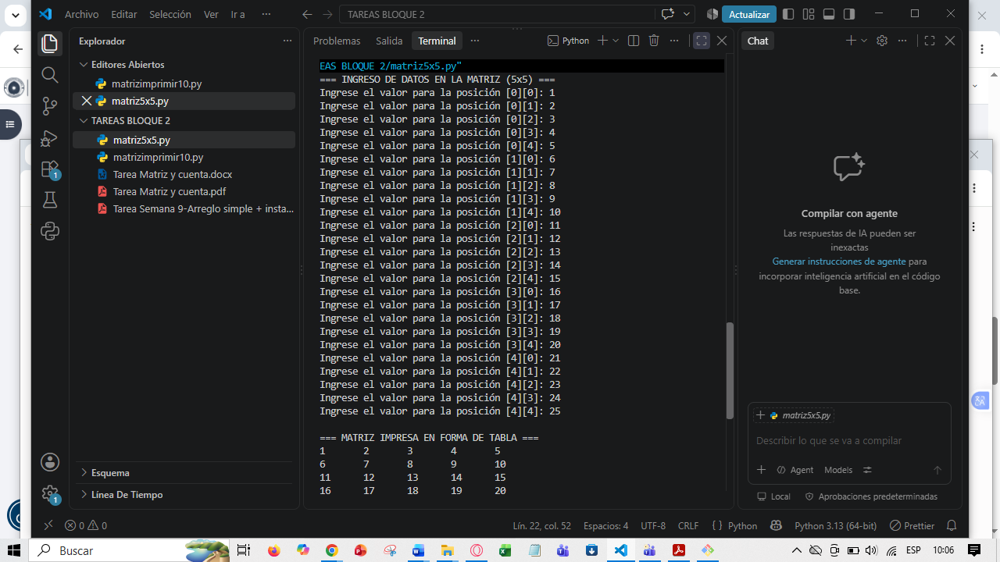 Archivo Editar Selección Ver Ir a ···
TAREAS BLOQUE 2
Actualizar
Explorador ···
Editores Abiertos
matrizimprimir10.py
matriz5x5.py
TAREAS BLOQUE 2
matriz5x5.py
matrizimprimir10.py
Tarea Matriz y cuenta.docx
Tarea Matriz y cuenta.pdf
Tarea Semana 9-Arreglo simple + insta...
Esquema
Línea De Tiempo
1
1
Problemas Salida Terminal ··· Python ···
EAS BLOQUE 2/matriz5x5.py"
=== INGRESO DE DATOS EN LA MATRIZ (5x5) ===
Ingrese el valor para la posición [0][0]: 1
Ingrese el valor para la posición [0][1]: 2
Ingrese el valor para la posición [0][2]: 3
Ingrese el valor para la posición [0][3]: 4
Ingrese el valor para la posición [0][4]: 5
Ingrese el valor para la posición [1][0]: 6
Ingrese el valor para la posición [1][1]: 7
Ingrese el valor para la posición [1][2]: 8
Ingrese el valor para la posición [1][3]: 9
Ingrese el valor para la posición [1][4]: 10
Ingrese el valor para la posición [2][0]: 11
Ingrese el valor para la posición [2][1]: 12
Ingrese el valor para la posición [2][2]: 13
Ingrese el valor para la posición [2][3]: 14
Ingrese el valor para la posición [2][4]: 15
Ingrese el valor para la posición [3][0]: 16
Ingrese el valor para la posición [3][1]: 17
Ingrese el valor para la posición [3][2]: 18
Ingrese el valor para la posición [3][3]: 19
Ingrese el valor para la posición [3][4]: 20
Ingrese el valor para la posición [4][0]: 21
Ingrese el valor para la posición [4][1]: 22
Ingrese el valor para la posición [4][2]: 23
Ingrese el valor para la posición [4][3]: 24
Ingrese el valor para la posición [4][4]: 25
=== MATRIZ IMPRESA EN FORMA DE TABLA ===
1 2 3 4 5
6 7 8 9 10
11 12 13 14 15
16 17 18 19 20
Chat ···
Compilar con agente
Las respuestas de IA pueden ser
inexactas
Generar instrucciones de agente para
incorporar inteligencia artificial en el código
base.
matriz5x5.py
Describir lo que se va a compilar
Agent Models
Local Aprobaciones predeterminadas
0 0 Lín. 22, col. 52 Espacios: 4 UTF-8 CRLF { } Python Python 3.13 (64-bit) Prettier
Buscar ESP 10:06